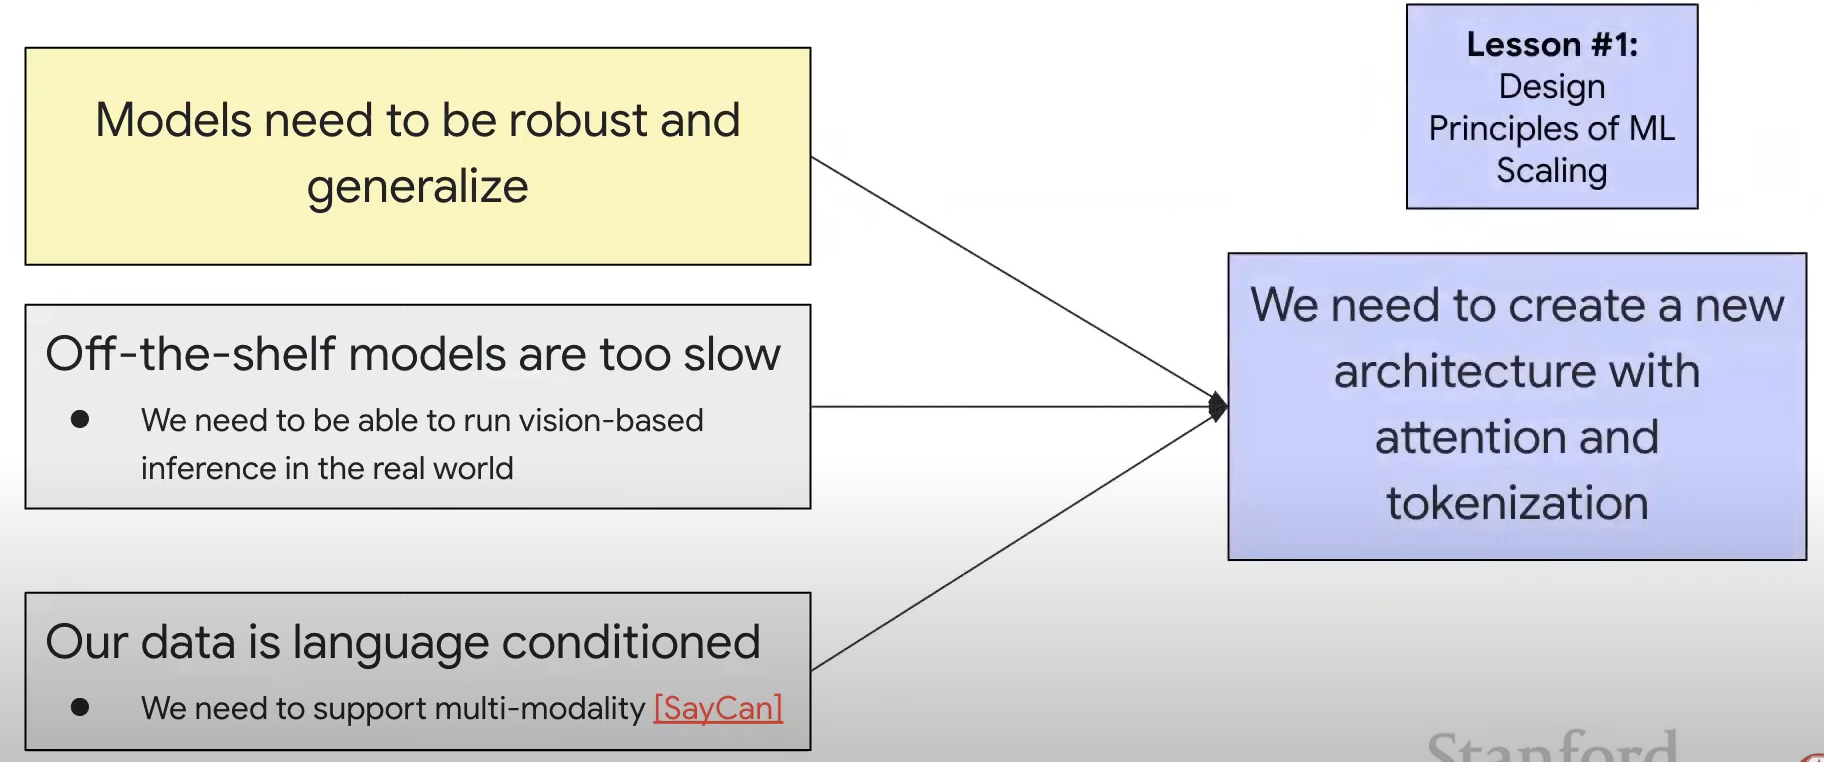 Models need to be robust and
generalize
Off-the-shelf models are too slow
● We need to be able to run vision-based
inference in the real world
Our data is language conditioned
● We need to support multi-modality [SayCan]
Lesson #1:
Design
Principles of ML
Scaling
We need to create a new
architecture with
attention and
tokenization
Stanford